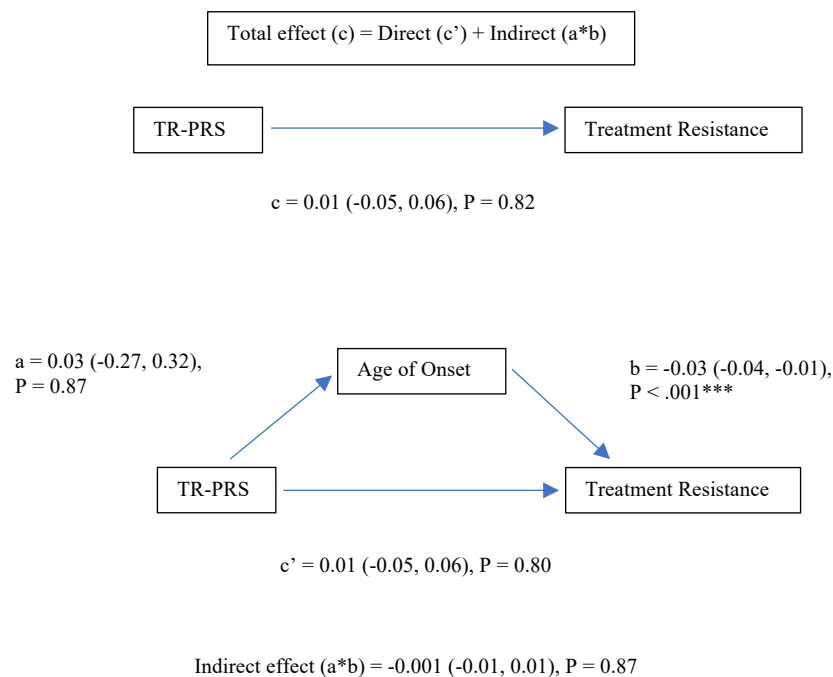 Total effect (c) = Direct (c’) + Indirect (a*b)
TR-PRS
Treatment Resistance
c = 0.01 (-0.05, 0.06), P = 0.82
a = 0.03 (-0.27, 0.32),
P = 0.87
Age of Onset
b = -0.03 (-0.04, -0.01),
P < .001***
TR-PRS
Treatment Resistance
c’ = 0.01 (-0.05, 0.06), P = 0.80
Indirect effect (a*b) = -0.001 (-0.01, 0.01), P = 0.87